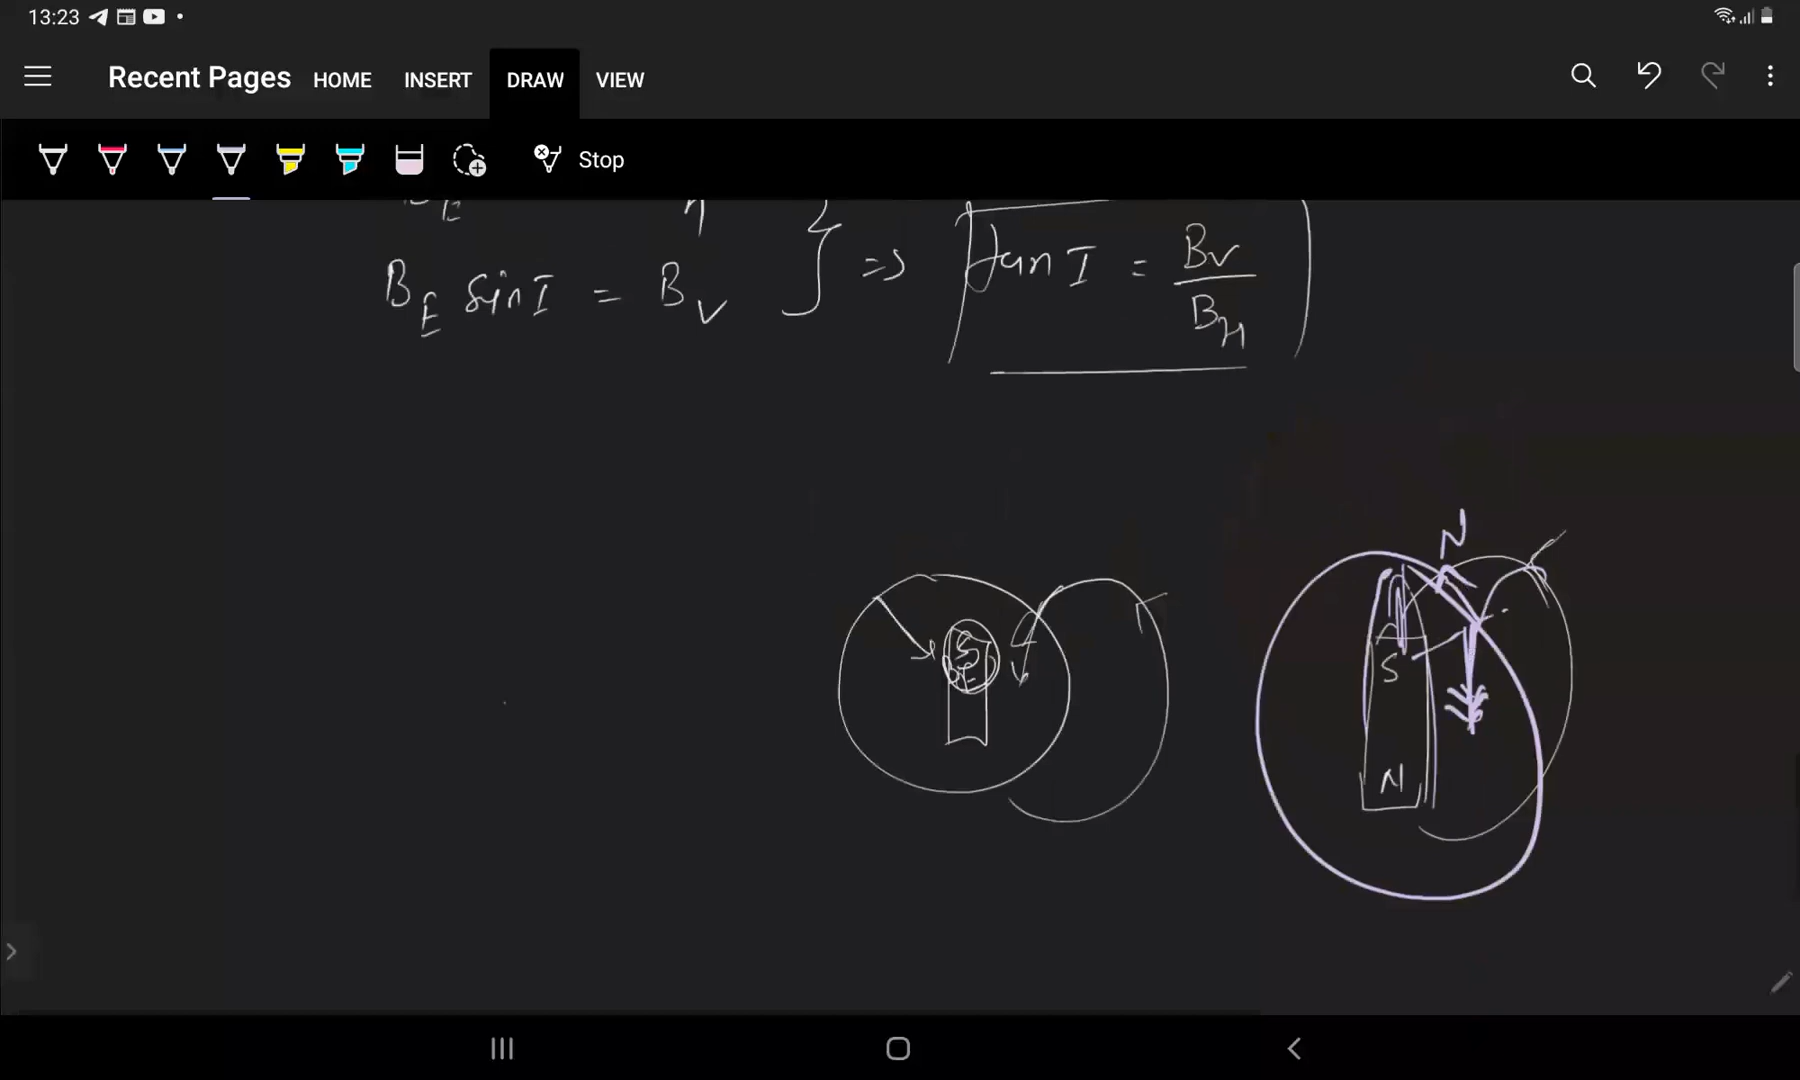 13:23
Recent Pages HOME INSERT DRAW VIEW
Stop
B_E sin I = B_V } => tan I = B_V / B_H
N
S
S
N